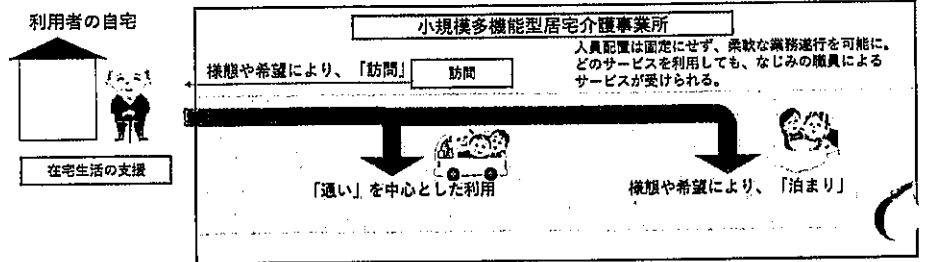 利用者の自宅
小規模多機能型居宅介護事業所
人員配置は固定にせず、柔軟な業務遂行を可能に。
どのサービスを利用しても、なじみの職員による
サービスが受けられる。
様態や希望により、「訪問」
訪問
在宅生活の支援
「通い」を中心とした利用
様態や希望により、「泊まり」